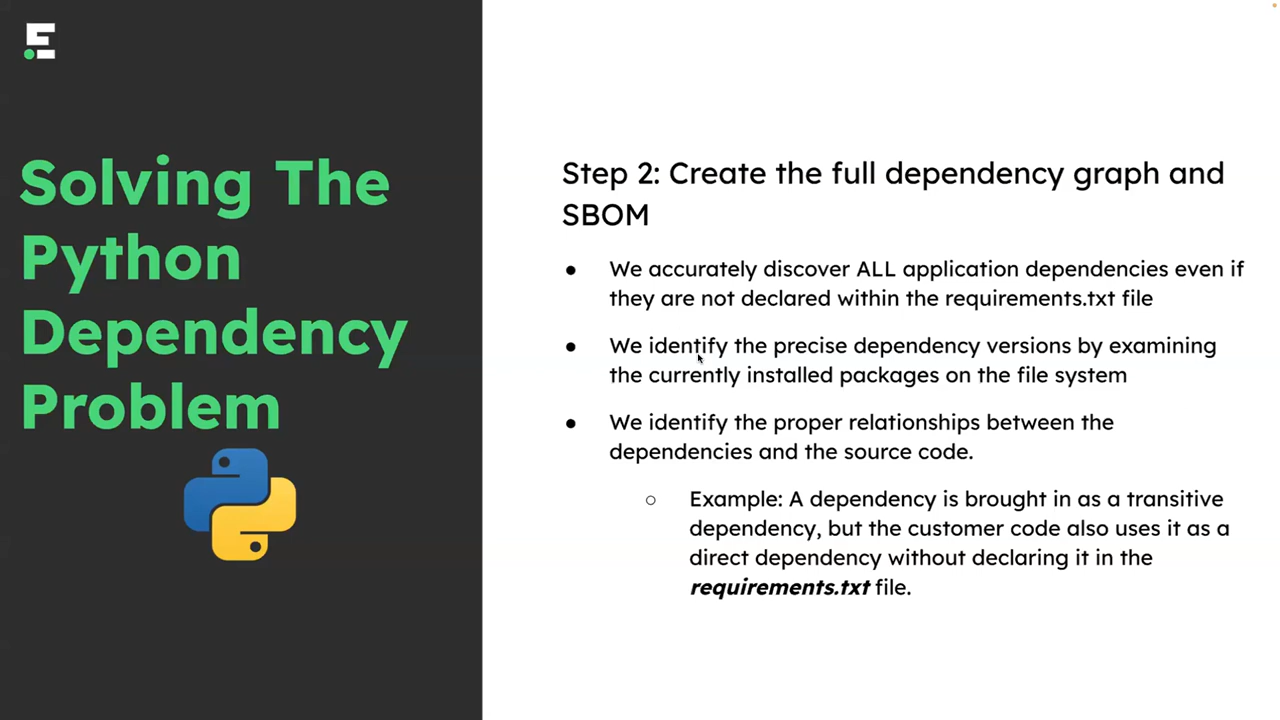 Solving The
Python
Dependency
Problem
Step 2: Create the full dependency graph and
SBOM
● We accurately discover ALL application dependencies even if
they are not declared within the requirements.txt file
● We identify the precise dependency versions by examining
the currently installed packages on the file system
● We identify the proper relationships between the
dependencies and the source code.
○ Example: A dependency is brought in as a transitive
dependency, but the customer code also uses it as a
direct dependency without declaring it in the
requirements.txt file.